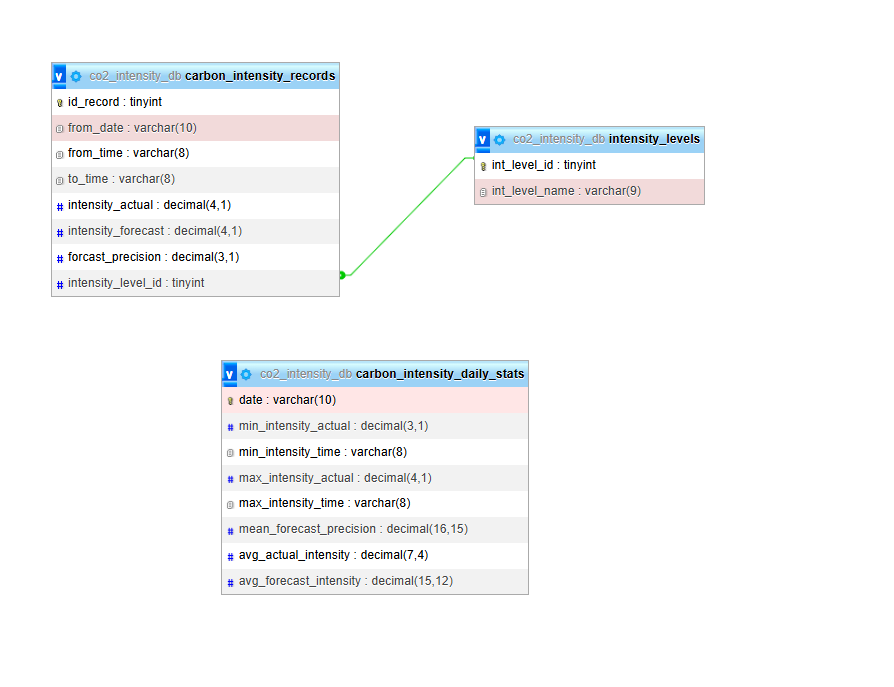 v co2_intensity_db carbon_intensity_records
id_record : tinyint
from_date : varchar(10)
from_time : varchar(8)
to_time : varchar(8)
# intensity_actual : decimal(4,1)
# intensity_forecast : decimal(4,1)
# forcast_precision : decimal(3,1)
# intensity_level_id : tinyint
v co2_intensity_db intensity_levels
int_level_id : tinyint
int_level_name : varchar(9)
v co2_intensity_db carbon_intensity_daily_stats
date : varchar(10)
# min_intensity_actual : decimal(3,1)
min_intensity_time : varchar(8)
# max_intensity_actual : decimal(4,1)
max_intensity_time : varchar(8)
# mean_forecast_precision : decimal(16,15)
# avg_actual_intensity : decimal(7,4)
# avg_forecast_intensity : decimal(15,12)